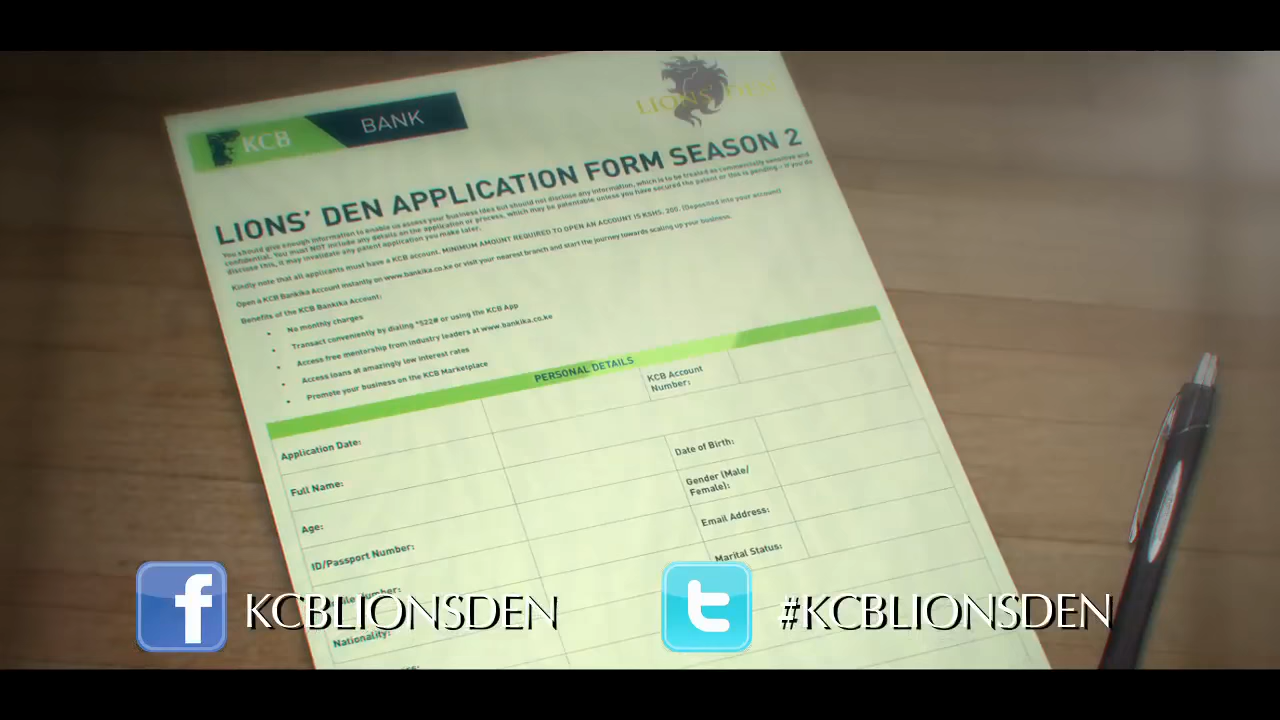 KCB BANK
LIONS' DEN
LIONS' DEN APPLICATION FORM SEASON 2
You should give enough information to enable us assess your business idea but should not disclose any information, which is to be treated as commercially sensitive and
confidential. You must NOT include any details on the application or process, which may be patentable unless you have secured the patent or this is pending - if you do
disclose this, it may invalidate any patent application you make later.
Kindly note that all applicants must have a KCB account. MINIMUM AMOUNT REQUIRED TO OPEN AN ACCOUNT IS KSHS. 200. (Deposited into your account)
Open a KCB Bankika Account instantly on www.bankika.co.ke or visit your nearest branch and start the journey towards scaling up your business.
Benefits of the KCB Bankika Account:
• No monthly charges
• Transact conveniently by dialing *522# or using the KCB App
• Access free mentorship from industry leaders at www.bankika.co.ke
• Access loans at amazingly low interest rates
• Promote your business on the KCB Marketplace
PERSONAL DETAILS
Application Date:
KCB Account
Number:
Full Name:
Age:
Date of Birth:
ID/Passport Number:
Gender (Male/
Female):
Email Address:
Nationality:
Marital Status:
KCBLIONSDEN
#KCBLIONSDEN